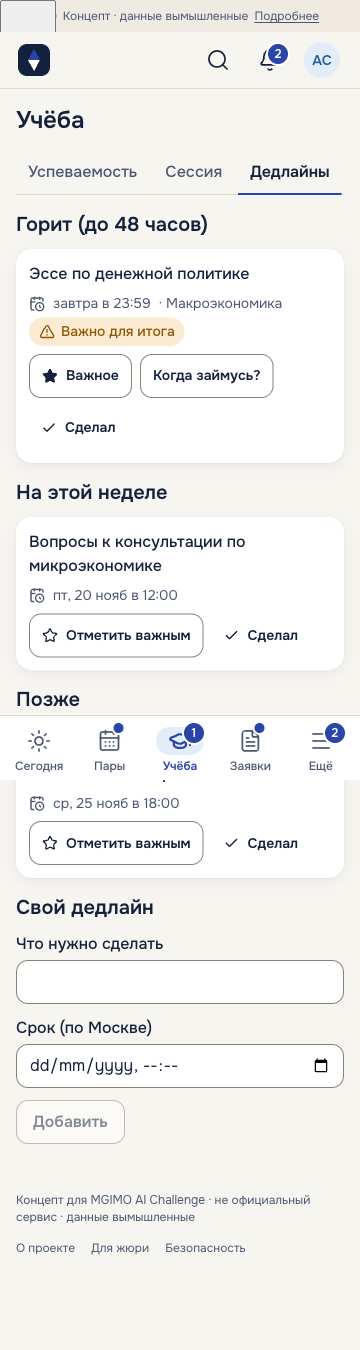 Концепт · данные вымышленные Подробнее
2
АС
Учёба
Успеваемость Сессия Дедлайны
Горит (до 48 часов)
Эссе по денежной политике
завтра в 23:59 · Макроэкономика
Важно для итога
Важное Когда займусь?
Сделал
На этой неделе
Вопросы к консультации по
микроэкономике
пт, 20 нояб в 12:00
Отметить важным Сделал
Позже
1 2
Сегодня Пары Учёба Заявки Ещё
ср, 25 нояб в 18:00
Отметить важным Сделал
Свой дедлайн
Что нужно сделать
Срок (по Москве)
dd/mm/yyyy, --:--
Добавить
Концепт для MGIMO AI Challenge · не официальный
сервис · данные вымышленные
О проекте Для жюри Безопасность